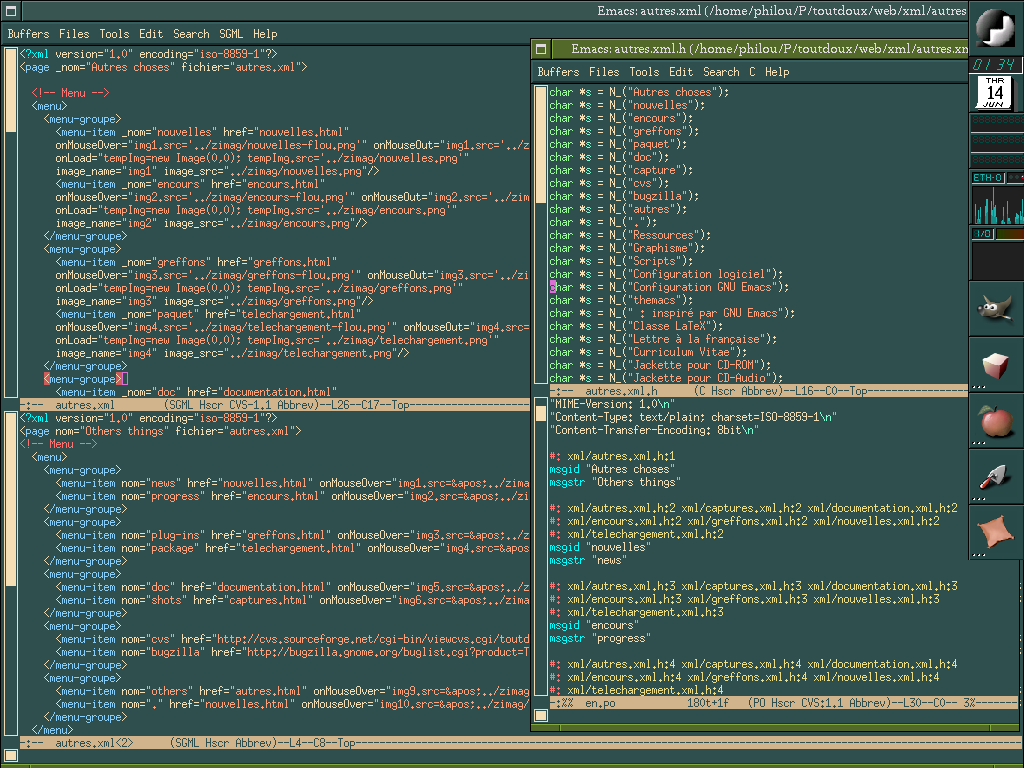 Emacs: autres.xml (/home/philou/P/toutdoux/web/xml/autres
Buffers Files Tools Edit Search SGML Help
<?xml version="1.0" encoding="iso-8859-1"?>
<page _nom="Autres choses" fichier="autres.xml">
<!-- Menu -->
<menu>
<menu-groupe>
<menu-item _nom="nouvelles" href="nouvelles.html"
onMouseOver="img1.src='../zimag/nouvelles-flou.png'" onMouseOut="img1.src='../z
onLoad="tempImg=new Image(0,0); tempImg.src='../zimag/nouvelles.png'"
image_name="img1" image_src="../zimag/nouvelles.png"/>
<menu-item _nom="encours" href="encours.html"
onMouseOver="img2.src='../zimag/encours-flou.png'" onMouseOut="img2.src='../zim
onLoad="tempImg=new Image(0,0); tempImg.src='../zimag/encours.png'"
image_name="img2" image_src="../zimag/encours.png"/>
</menu-groupe>
<menu-groupe>
<menu-item _nom="greffons" href="greffons.html"
onMouseOver="img3.src='../zimag/greffons-flou.png'" onMouseOut="img3.src='../zi
onLoad="tempImg=new Image(0,0); tempImg.src='../zimag/greffons.png'"
image_name="img3" image_src="../zimag/greffons.png"/>
<menu-item _nom="paquet" href="telechargement.html"
onMouseOver="img4.src='../zimag/telechargement-flou.png'" onMouseOut="img4.src=
onLoad="tempImg=new Image(0,0); tempImg.src='../zimag/telechargement.png'"
image_name="img4" image_src="../zimag/telechargement.png"/>
</menu-groupe>
<menu-groupe>
<menu-item _nom="doc" href="documentation.html"
-:-- autres.xml (SGML Hscr CVS-1.1 Abbrev)--L26--C17--Top
<?xml version="1.0" encoding="iso-8859-1"?>
<page nom="Others things" fichier="autres.xml">
<!-- Menu -->
<menu>
<menu-groupe>
<menu-item nom="news" href="nouvelles.html" onMouseOver="img1.src=&apos;../zima
<menu-item nom="progress" href="encours.html" onMouseOver="img2.src=&apos;../zi
</menu-groupe>
<menu-groupe>
<menu-item nom="plug-ins" href="greffons.html" onMouseOver="img3.src=&apos;../z
<menu-item nom="package" href="telechargement.html" onMouseOver="img4.src=&apos
</menu-groupe>
<menu-groupe>
<menu-item nom="doc" href="documentation.html" onMouseOver="img5.src=&apos;../z
<menu-item nom="shots" href="captures.html" onMouseOver="img6.src=&apos;../zima
</menu-groupe>
<menu-groupe>
<menu-item nom="cvs" href="http://cvs.sourceforge.net/cgi-bin/viewcvs.cgi/toutd
<menu-item nom="bugzilla" href="http://bugzilla.gnome.org/buglist.cgi?product=T
</menu-groupe>
<menu-groupe>
<menu-item nom="others" href="autres.html" onMouseOver="img9.src=&apos;../zimag
<menu-item nom="." href="nouvelles.html" onMouseOver="img10.src=&apos;../zimag/
</menu-groupe>
</menu>
-:-- autres.xml<2> (SGML Hscr Abbrev)--L4--C8--Top
Emacs: autres.xml.h (/home/philou/P/toutdoux/web/xml/autres.xm
Buffers Files Tools Edit Search C Help
char *s = N_("Autres choses");
char *s = N_("nouvelles");
char *s = N_("encours");
char *s = N_("greffons");
char *s = N_("paquet");
char *s = N_("doc");
char *s = N_("capture");
char *s = N_("cvs");
char *s = N_("bugzilla");
char *s = N_("autres");
char *s = N_(".");
char *s = N_("Ressources");
char *s = N_("Graphisme");
char *s = N_("Scripts");
char *s = N_("Configuration logiciel");
char *s = N_("Configuration GNU Emacs");
char *s = N_("themacs");
char *s = N_(" : inspiré par GNU Emacs");
char *s = N_("Classe LaTeX");
char *s = N_("Lettre à la française");
char *s = N_("Curriculum Vitae");
char *s = N_("Jackette pour CD-ROM");
char *s = N_("Jackette pour CD-Audio");
-:-- autres.xml.h (C Hscr Abbrev)--L16--C0--Top
"MIME-Version: 1.0\n"
"Content-Type: text/plain; charset=ISO-8859-1\n"
"Content-Transfer-Encoding: 8bit\n"
#: xml/autres.xml.h:1
msgid "Autres choses"
msgstr "Others things"
#: xml/autres.xml.h:2 xml/captures.xml.h:2 xml/documentation.xml.h:2
#: xml/encours.xml.h:2 xml/greffons.xml.h:2 xml/nouvelles.xml.h:2
#: xml/telechargement.xml.h:2
msgid "nouvelles"
msgstr "news"
#: xml/autres.xml.h:3 xml/captures.xml.h:3 xml/documentation.xml.h:3
#: xml/encours.xml.h:3 xml/greffons.xml.h:3 xml/nouvelles.xml.h:3
#: xml/telechargement.xml.h:3
msgid "encours"
msgstr "progress"
#: xml/autres.xml.h:4 xml/captures.xml.h:4 xml/documentation.xml.h:4
#: xml/encours.xml.h:4 xml/greffons.xml.h:4 xml/nouvelles.xml.h:4
#: xml/telechargement.xml.h:4
-:%% en.po 180t+1f (PO Hscr CVS:1.1 Abbrev)--L30--C0-- 3%
01:34
THR
14
JUN
ETH-0
I/O